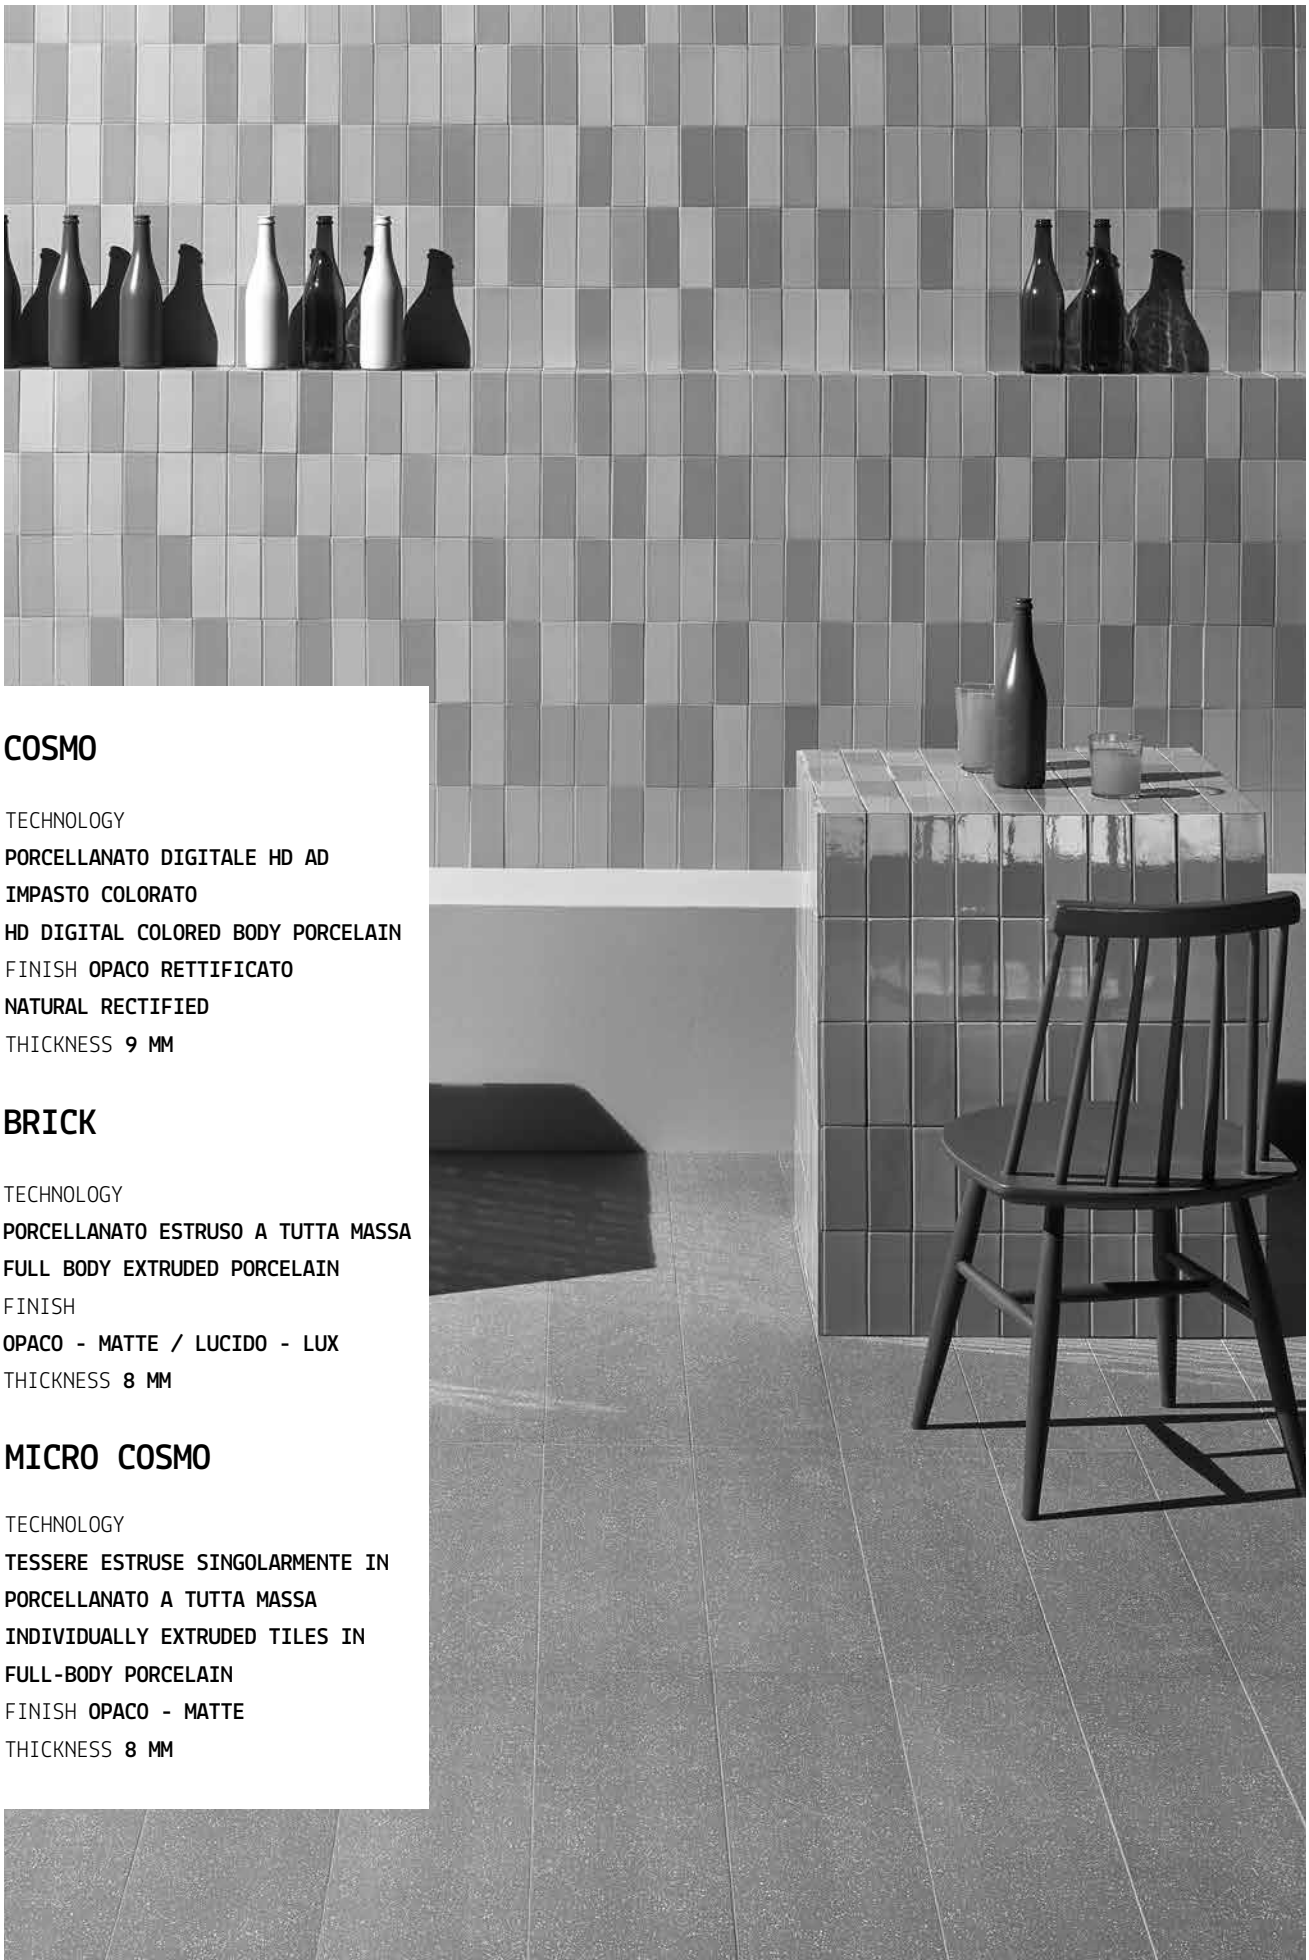 COSMO
TECHNOLOGY
PORCELLANATO DIGITALE HD AD
IMPASTO COLORATO
HD DIGITAL COLORED BODY PORCELAIN
FINISH OPACO RETTIFICATO
NATURAL RECTIFIED
THICKNESS 9 MM
BRICK
TECHNOLOGY
PORCELLANATO ESTRUSO A TUTTA MASSA
FULL BODY EXTRUDED PORCELAIN
FINISH
OPACO - MATTE / LUCIDO - LUX
THICKNESS 8 MM
MICRO COSMO
TECHNOLOGY
TESSERE ESTRUSE SINGOLARMENTE IN
PORCELLANATO A TUTTA MASSA
INDIVIDUALLY EXTRUDED TILES IN
FULL-BODY PORCELAIN
FINISH OPACO - MATTE
THICKNESS 8 MM